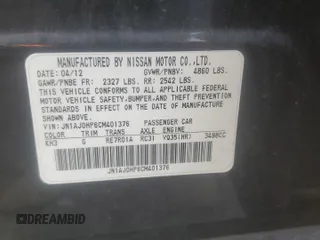 MANUFACTURED BY NISSAN MOTOR CO.,LTD.
DATE: 04/12 GVWR/PNBV: 4860 LBS.
GAWR/PNBE FR: 2327 LBS. RR: 2542 LBS.
THIS VEHICLE CONFORMS TO ALL APPLICABLE
FEDERAL MOTOR VEHICLE SAFETY,BUMPER,AND THEFT PREVENTION
STANDARDS IN EFFECT ON THE DATE OF MANUFACTURE
SHOWN ABOVE.
VIN: JN1AJ0HP6CM401376 PASSENGER CAR
COLOR TRIM TRANS AXLE ENGINE
KH3 G RE7R01A RC31 VQ35(HR) 3498CC
JN1AJ0HP6CM401376
© DREAMBID